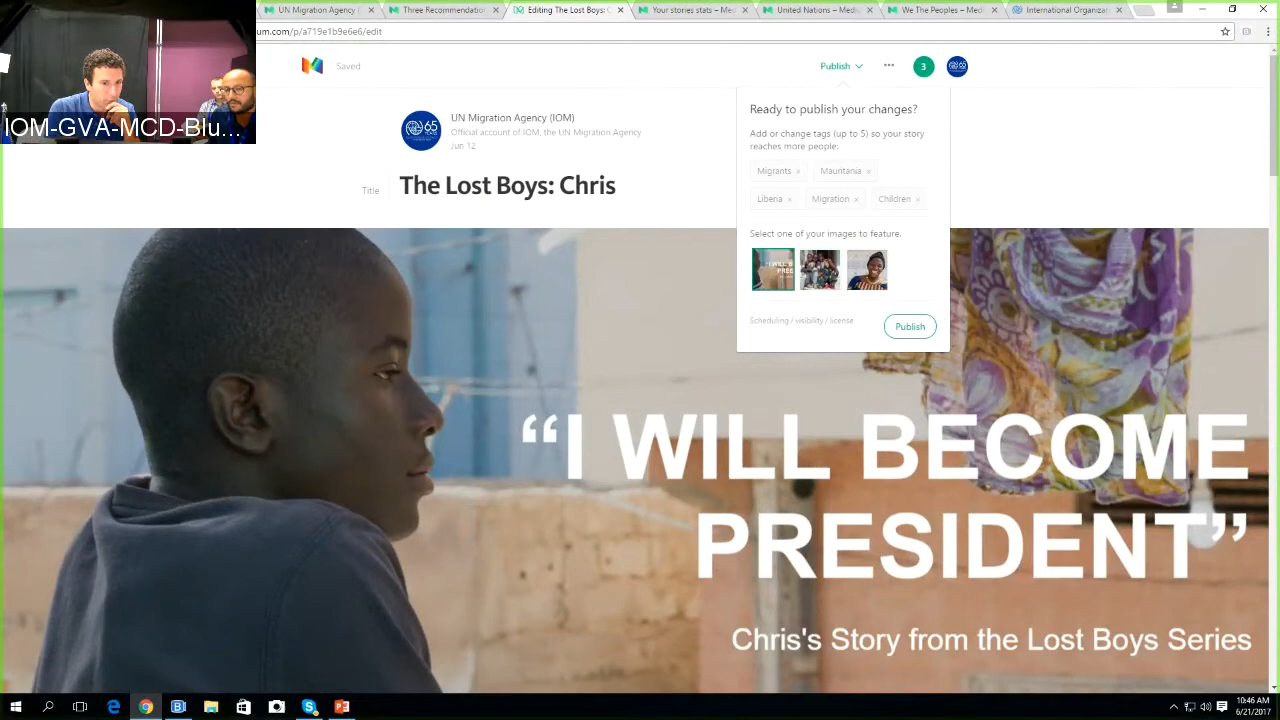 UN Migration Agency (
Three Recommendation
Editing The Lost Boys: C
Your stories stats – Med
United Nations – Medi
We The Peoples – Med
International Organizat
um.com/p/a719e1b9e6e6/edit
IOM-GVA-MCD-Blu...
Saved
Publish
3
UN Migration Agency (IOM)
Official account of IOM, the UN Migration Agency
Jun 12
Title
The Lost Boys: Chris
Ready to publish your changes?
Add or change tags (up to 5) so your story
reaches more people:
Migrants × Mauritania ×
Liberia × Migration × Children ×
Select one of your images to feature.
Scheduling / visibility / license
Publish
“I WILL BECOME
PRESIDENT”
Chris's Story from the Lost Boys Series
10:46 AM
6/21/2017